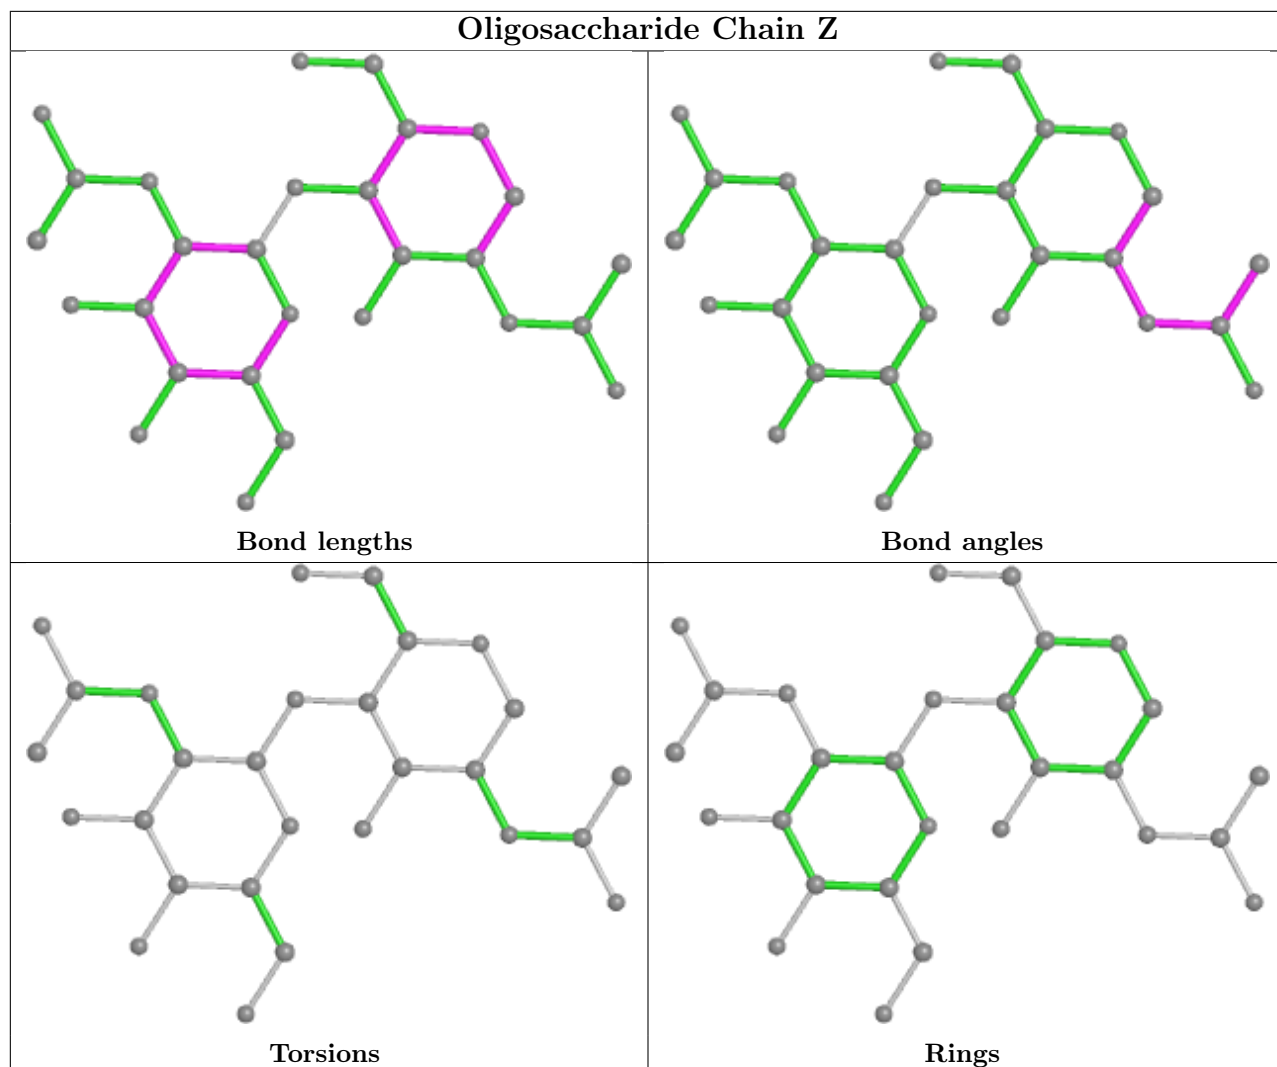 Oligosaccharide Chain Z
Bond lengths
Bond angles
Torsions
Rings